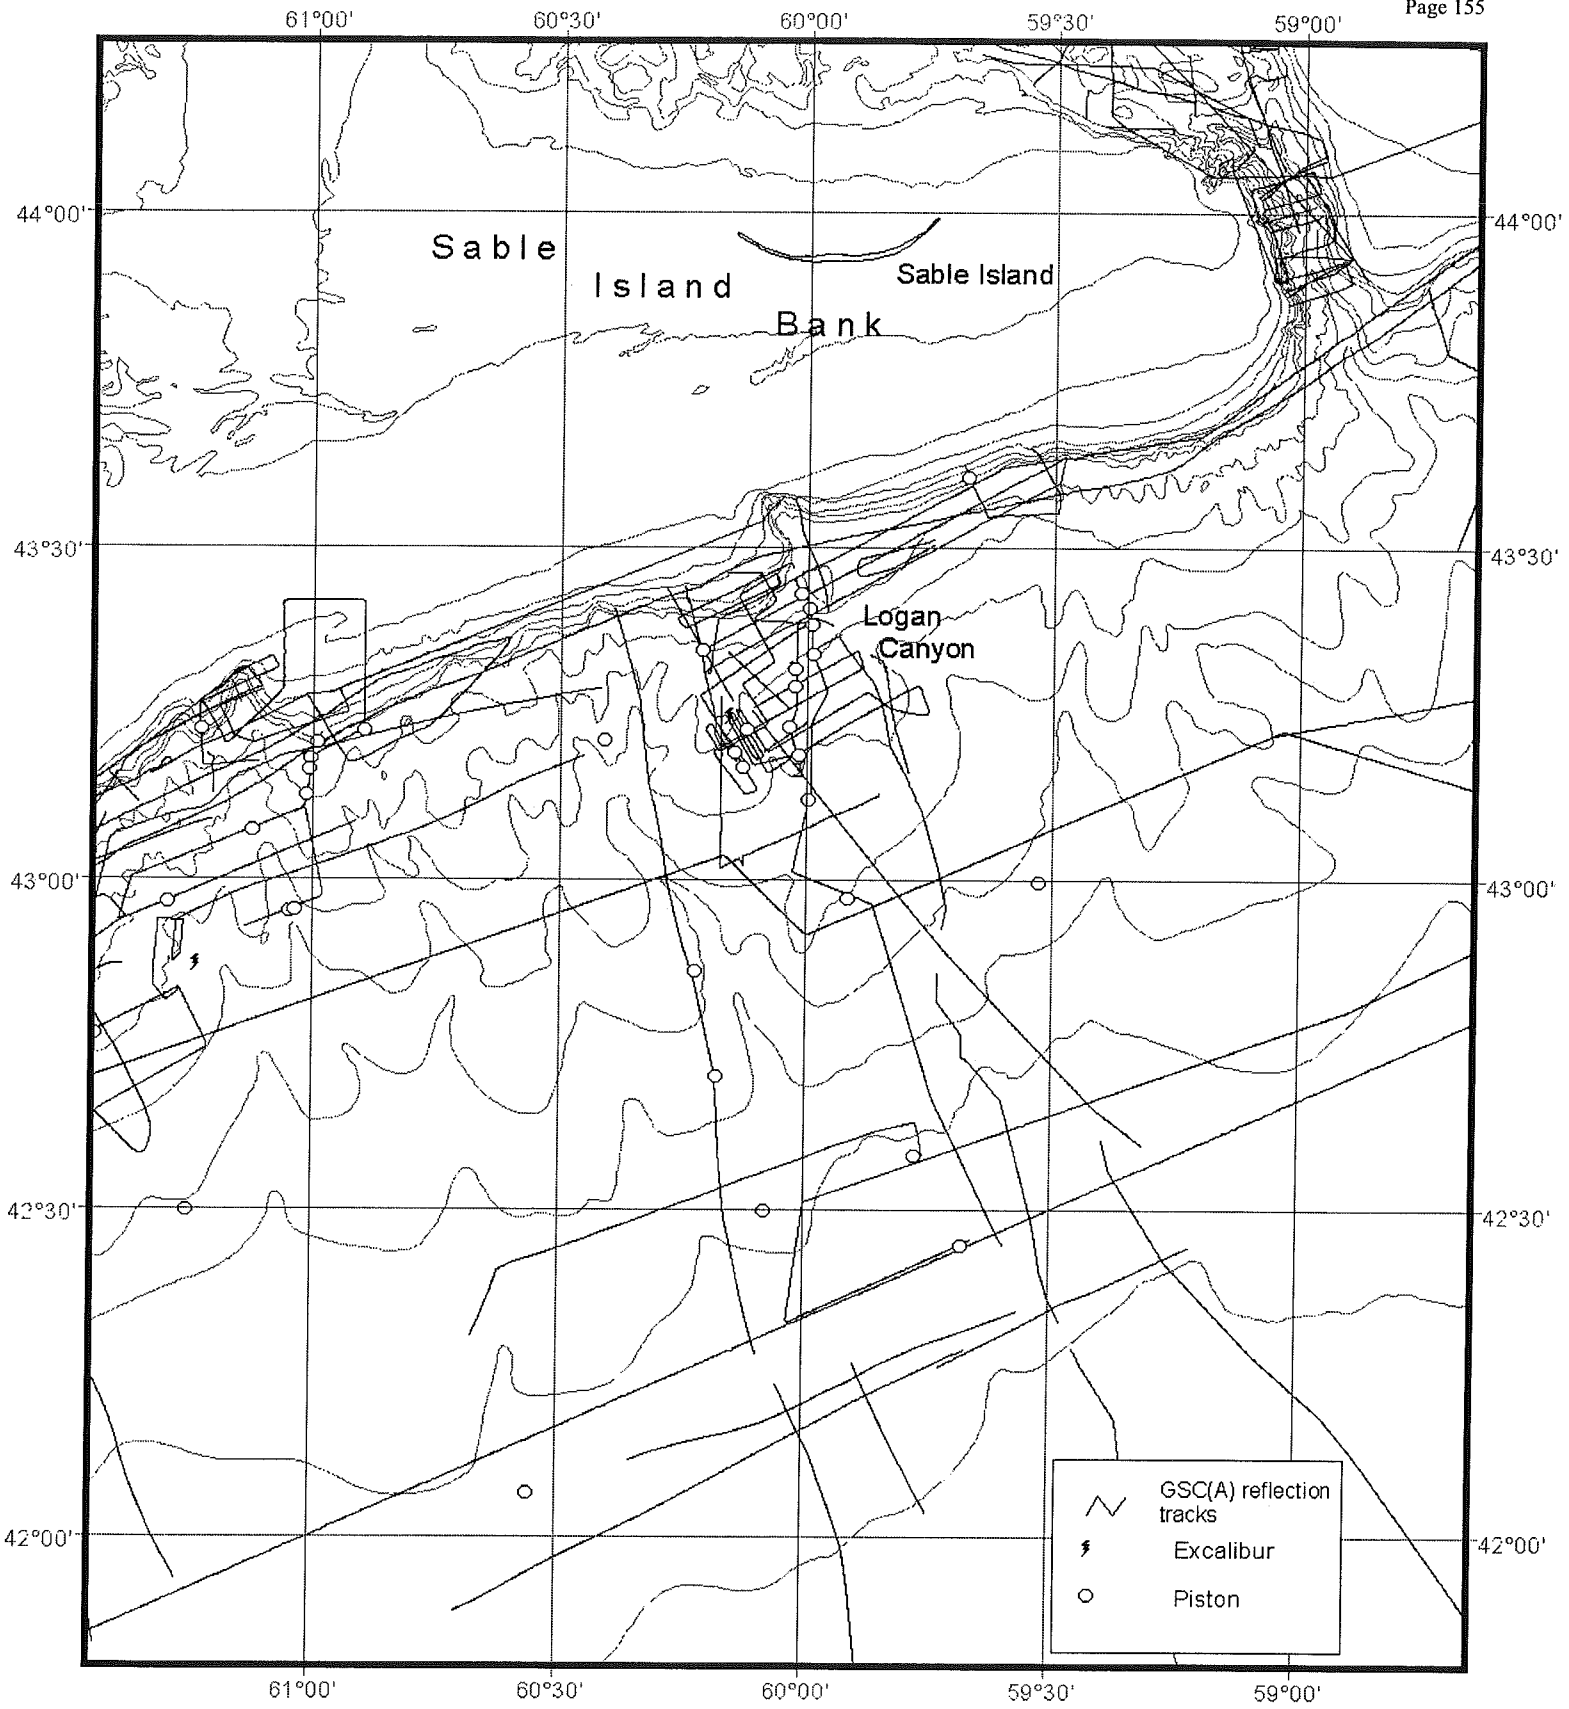 Page 155
61°00' 60°30' 60°00' 59°30' 59°00'
44°00' 44°00'
Sable
Island
Bank
Sable Island
43°30' 43°30'
Logan
Canyon
43°00' 43°00'
42°30' 42°30'
GSC(A) reflection
tracks
Excalibur
Piston
42°00' 42°00'
61°00' 60°30' 60°00' 59°30' 59°00'